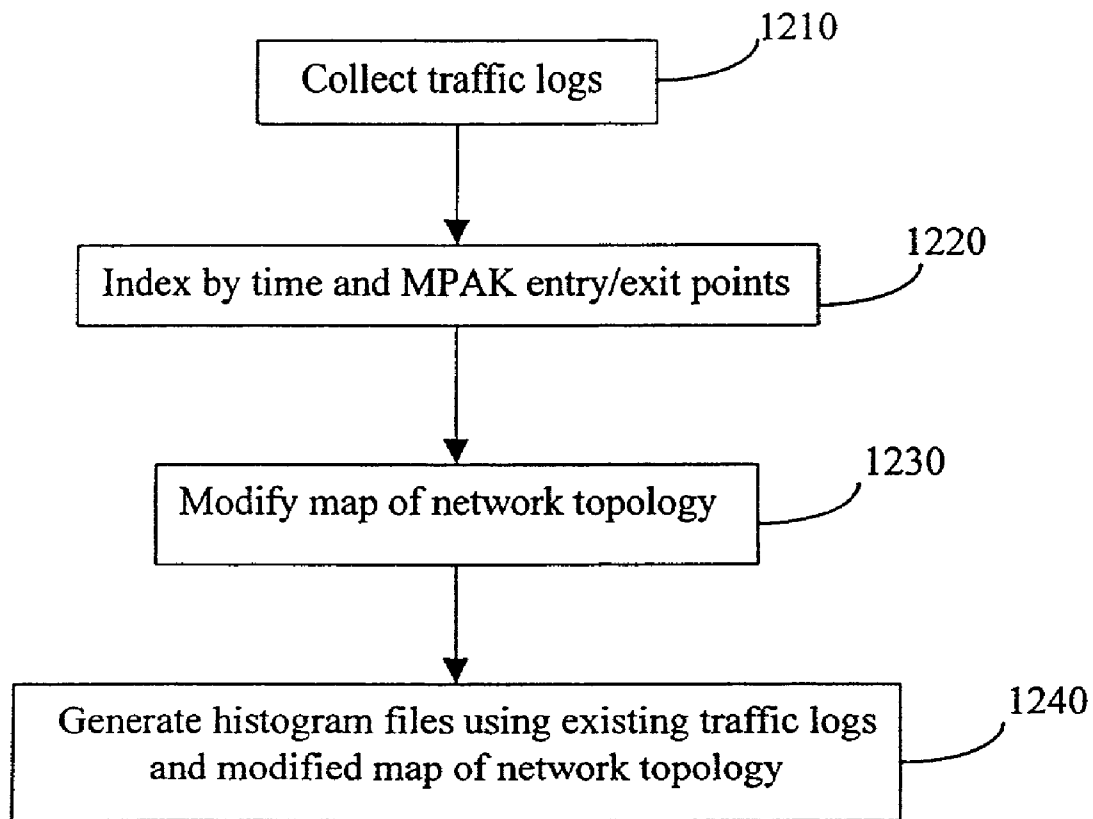 1210
Collect traffic logs
1220
Index by time and MPAK entry/exit points
1230
Modify map of network topology
1240
Generate histogram files using existing traffic logs
and modified map of network topology